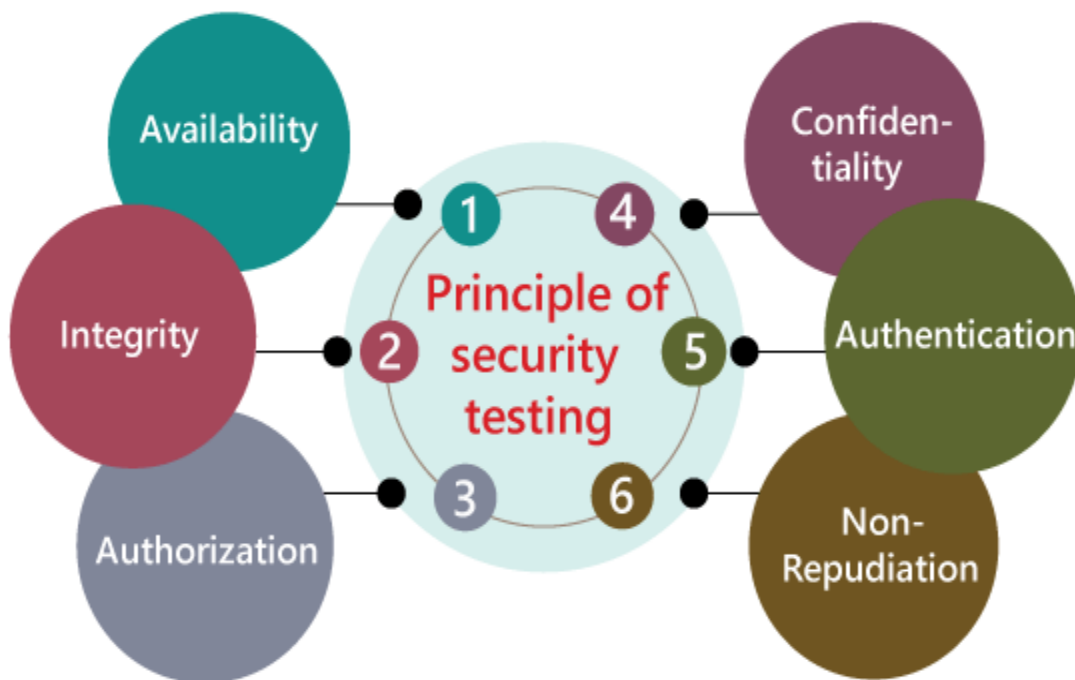 Availability
Integrity
Authorization
1
2
3
Principle of
security
testing
4
5
6
Confiden-
tiality
Authentication
Non-
Repudiation